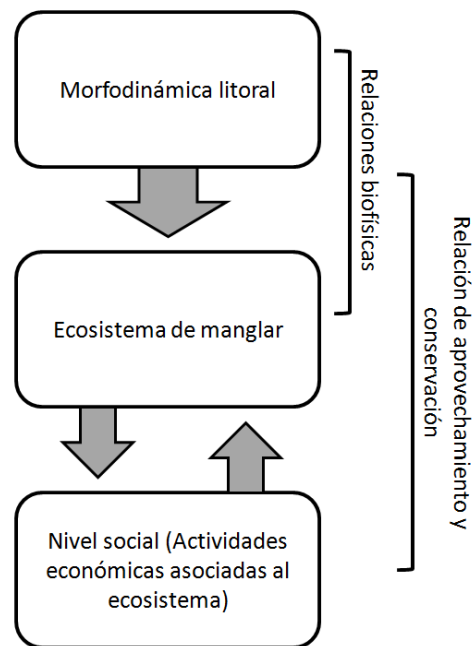 Morfodinámica litoral
Relaciones biofísicas
Ecosistema de manglar
Relación de aprovechamiento y
conservación
Nivel social (Actividades
económicas asociadas al
ecosistema)